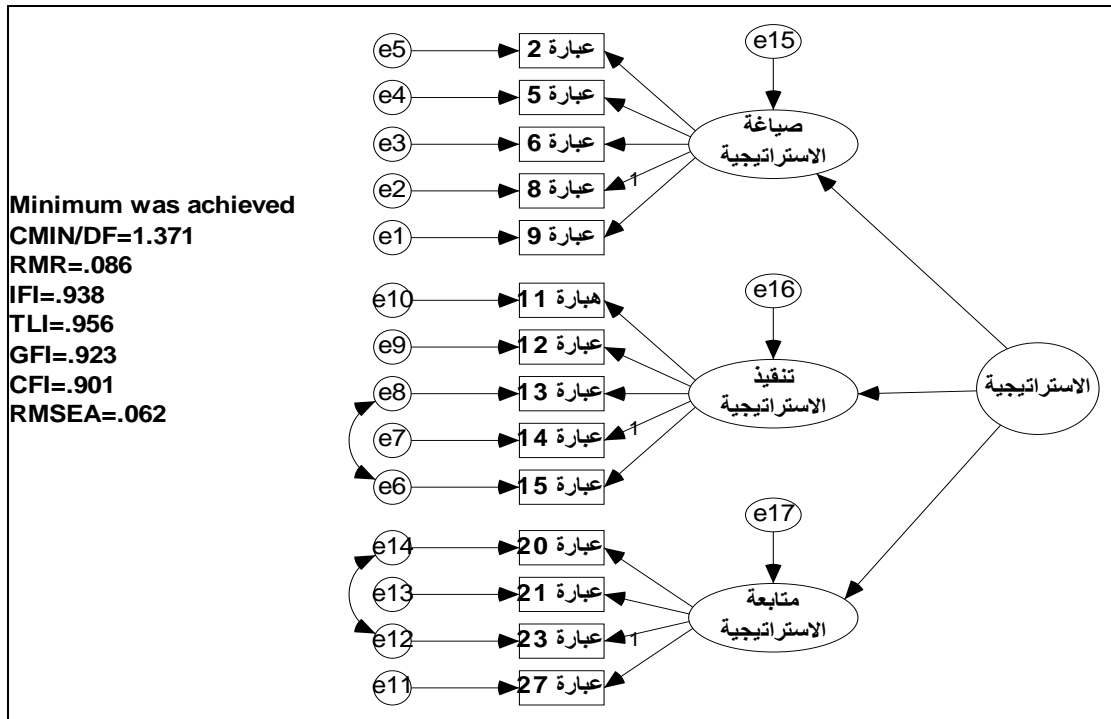 Minimum was achieved
CMIN/DF=1.371
RMR=.086
IFI=.938
TLI=.956
GFI=.923
CFI=.901
RMSEA=.062
e5
عبارة 2
e4
عبارة 5
e3
عبارة 6
e2
عبارة 8
1
e1
عبارة 9
e15
صياغة
الاستراتيجية
e10
هبارة 11
e9
عبارة 12
e8
عبارة 13
e7
عبارة 14
1
e6
عبارة 15
e16
تنقيذ
الاستراتيجية
e14
عبارة 20
e13
عبارة 21
e12
عبارة 23
1
e11
عبارة 27
e17
متابعة
الاستراتيجية
الاستراتيجية